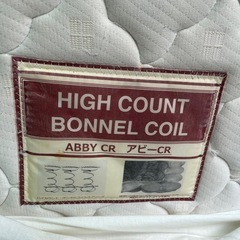 HIGH COUNT
BONNEL COIL
ABBY CR アビーCR